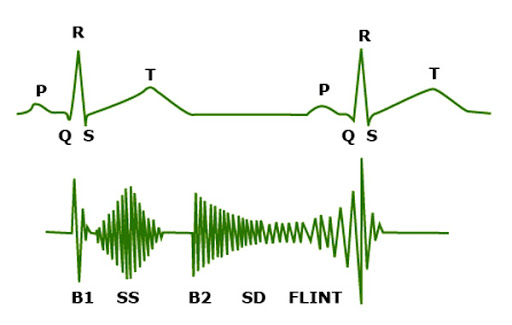 R R
P T P T
Q S Q S
B1 SS B2 SD FLINT